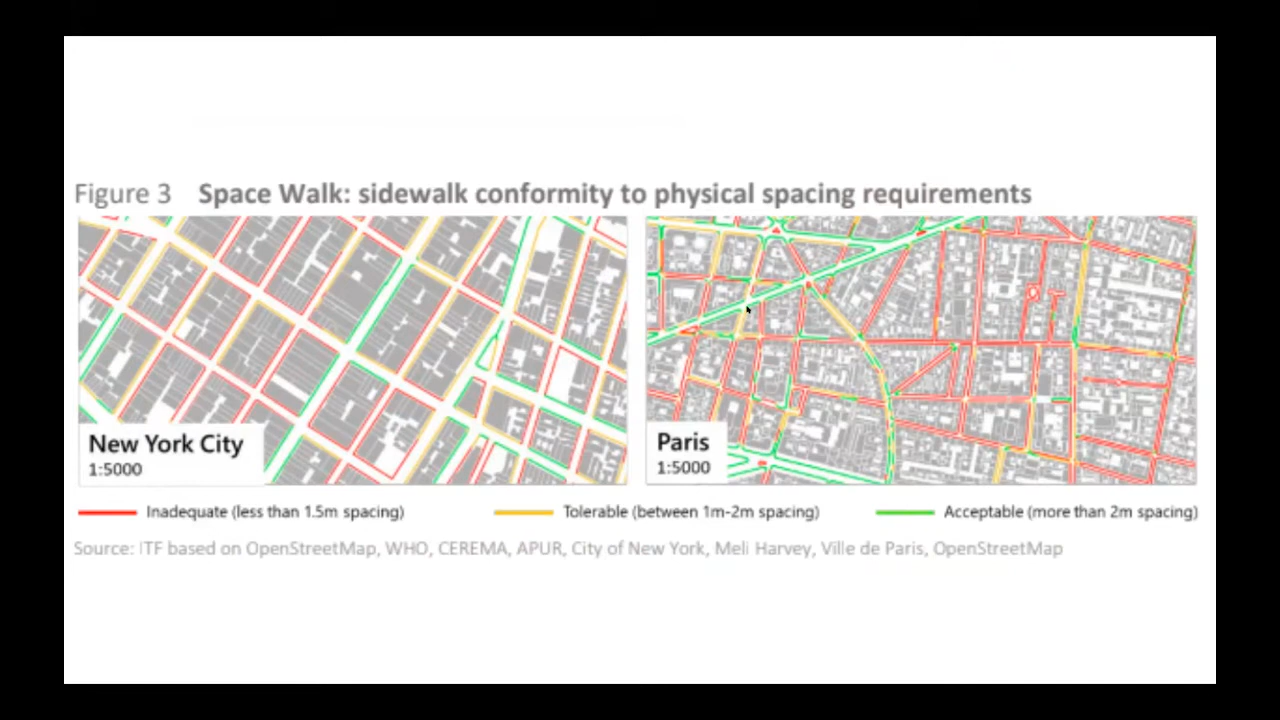 Figure 3 Space Walk: sidewalk conformity to physical spacing requirements
New York City
1:5000
Paris
1:5000
Inadequate (less than 1.5m spacing)
Tolerable (between 1m-2m spacing)
Acceptable (more than 2m spacing)
Source: ITF based on OpenStreetMap, WHO, CEREMA, APUR, City of New York, Meli Harvey, Ville de Paris, OpenStreetMap